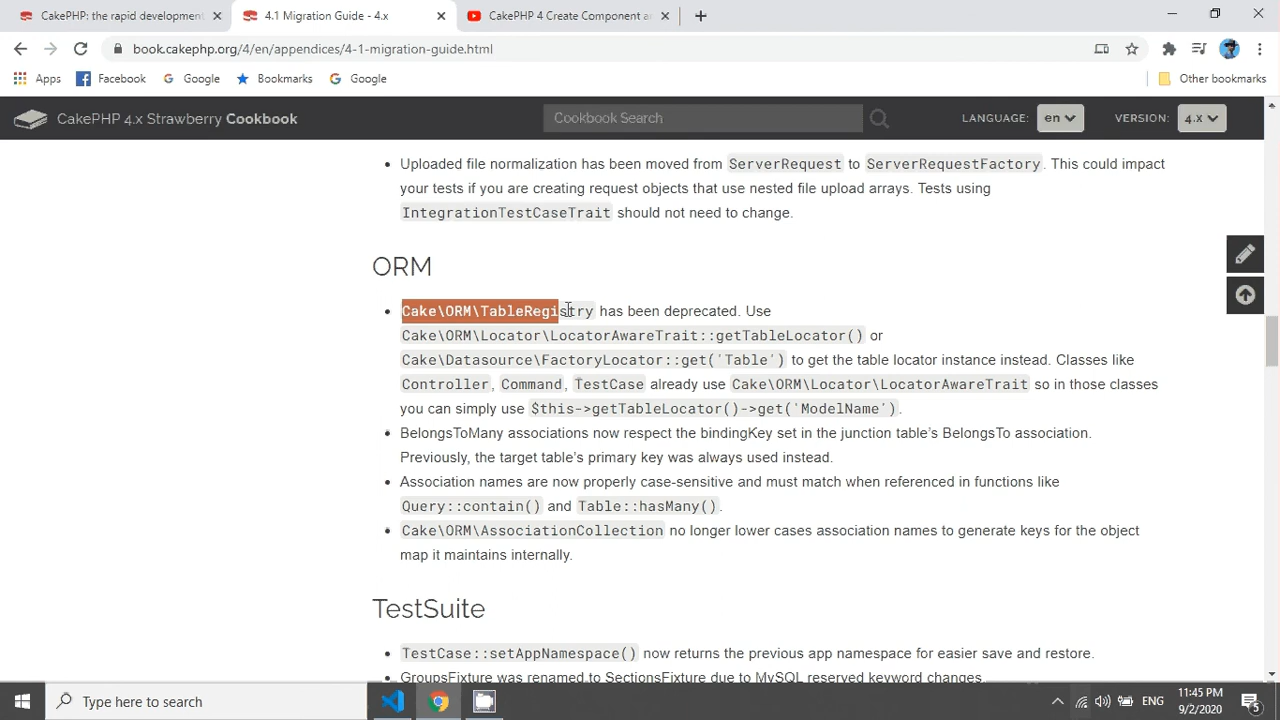 CakePHP: the rapid development
4.1 Migration Guide - 4.x
CakePHP 4 Create Component a
book.cakephp.org/4/en/appendices/4-1-migration-guide.html
Apps
Facebook
Google
Bookmarks
Google
Other bookmarks
CakePHP 4.x Strawberry Cookbook
Cookbook Search
LANGUAGE:
en
VERSION:
4.x
Uploaded file normalization has been moved from ServerRequest to ServerRequestFactory. This could impact
your tests if you are creating request objects that use nested file upload arrays. Tests using
IntegrationTestCaseTrait should not need to change.
ORM
Cake\ORM\TableRegistry has been deprecated. Use
Cake\ORM\Locator\LocatorAwareTrait::getTableLocator() or
Cake\Datasource\FactoryLocator::get('Table') to get the table locator instance instead. Classes like
Controller, Command, TestCase already use Cake\ORM\Locator\LocatorAwareTrait so in those classes
you can simply use $this->getTableLocator()->get('ModelName').
BelongsToMany associations now respect the bindingKey set in the junction table's BelongsTo association.
Previously, the target table's primary key was always used instead.
Association names are now properly case-sensitive and must match when referenced in functions like
Query::contain() and Table::hasMany().
Cake\ORM\AssociationCollection no longer lower cases association names to generate keys for the object
map it maintains internally.
TestSuite
TestCase::setAppNamespace() now returns the previous app namespace for easier save and restore.
GroupsFixture was renamed to SectionsFixture due to MySQL reserved keyword changes.
Type here to search
ENG
11:45 PM
9/2/2020
5